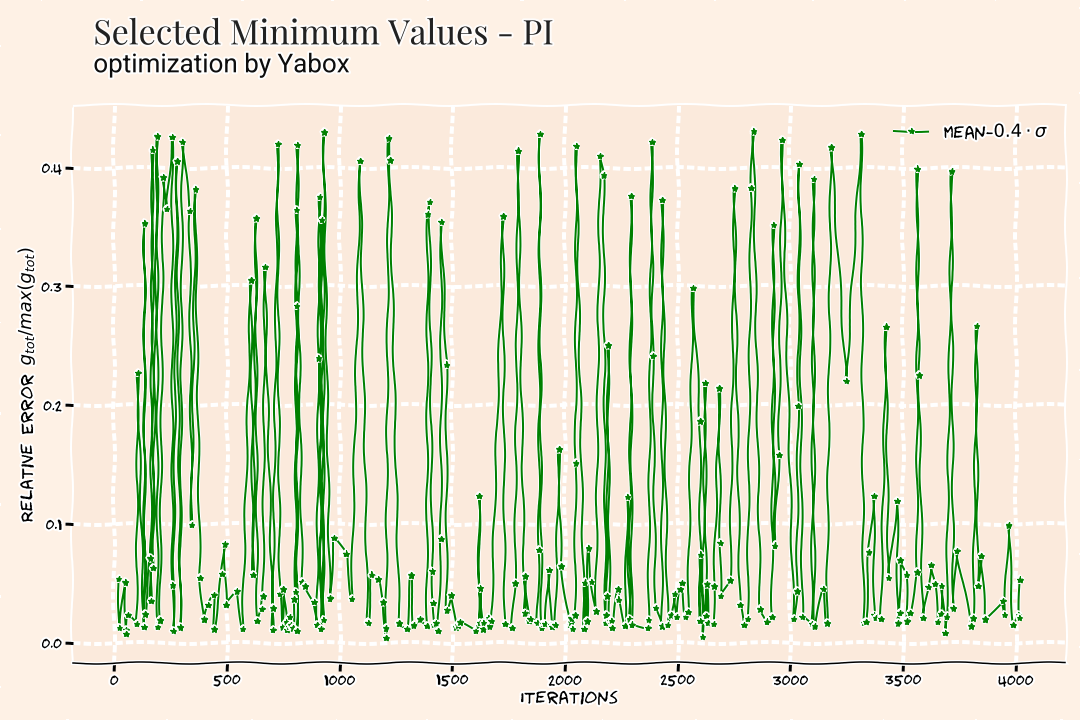 Selected Minimum Values - PI
optimization by Yabox
MEAN-0.4 · σ
0.4
0.3
0.2
0.1
0.0
RELATIVE ERROR g_tot/max(g_tot)
0 500 1000 1500 2000 2500 3000 3500 4000
ITERATIONS